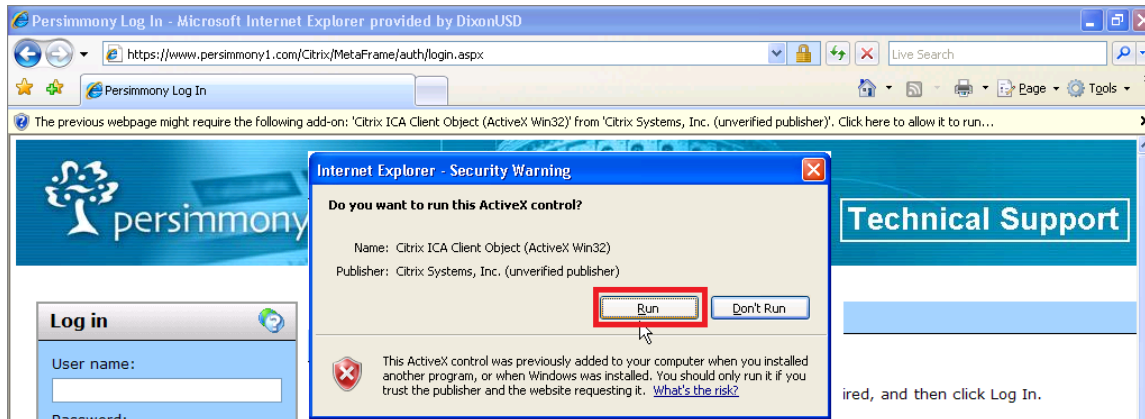 Persimmony Log In - Microsoft Internet Explorer provided by DixonUSD
https://www.persimmony1.com/Citrix/MetaFrame/auth/login.aspx
Live Search
Persimmony Log In
Page
Tools
The previous webpage might require the following add-on: 'Citrix ICA Client Object (ActiveX Win32)' from 'Citrix Systems, Inc. (unverified publisher)'. Click here to allow it to run...
persimmony
Technical Support
Internet Explorer - Security Warning
Do you want to run this ActiveX control?
Name: Citrix ICA Client Object (ActiveX Win32)
Publisher: Citrix Systems, Inc. (unverified publisher)
Run
Don't Run
This ActiveX control was previously added to your computer when you installed
another program, or when Windows was installed. You should only run it if you
trust the publisher and the website requesting it. What's the risk?
Log in
User name:
Password:
ired, and then click Log In.